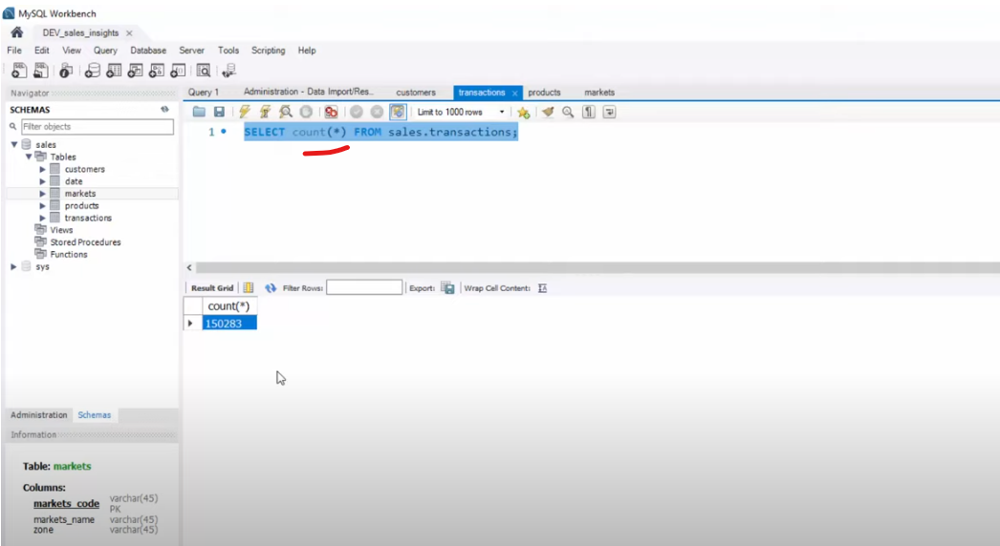 MySQL Workbench
DEV_sales_insights ×
File Edit View Query Database Server Tools Scripting Help
Navigator
SCHEMAS
Filter objects
sales
Tables
customers
date
markets
products
transactions
Views
Stored Procedures
Functions
sys
Administration Schemas
Information
Table: markets
Columns:
markets_code varchar(45) PK
markets_name varchar(45)
zone varchar(45)
Query 1 Administration - Data Import/Res... customers transactions × products markets
Limit to 1000 rows
1 SELECT count(*) FROM sales.transactions;
Result Grid Filter Rows: Export: Wrap Cell Content:
count(*)
150283